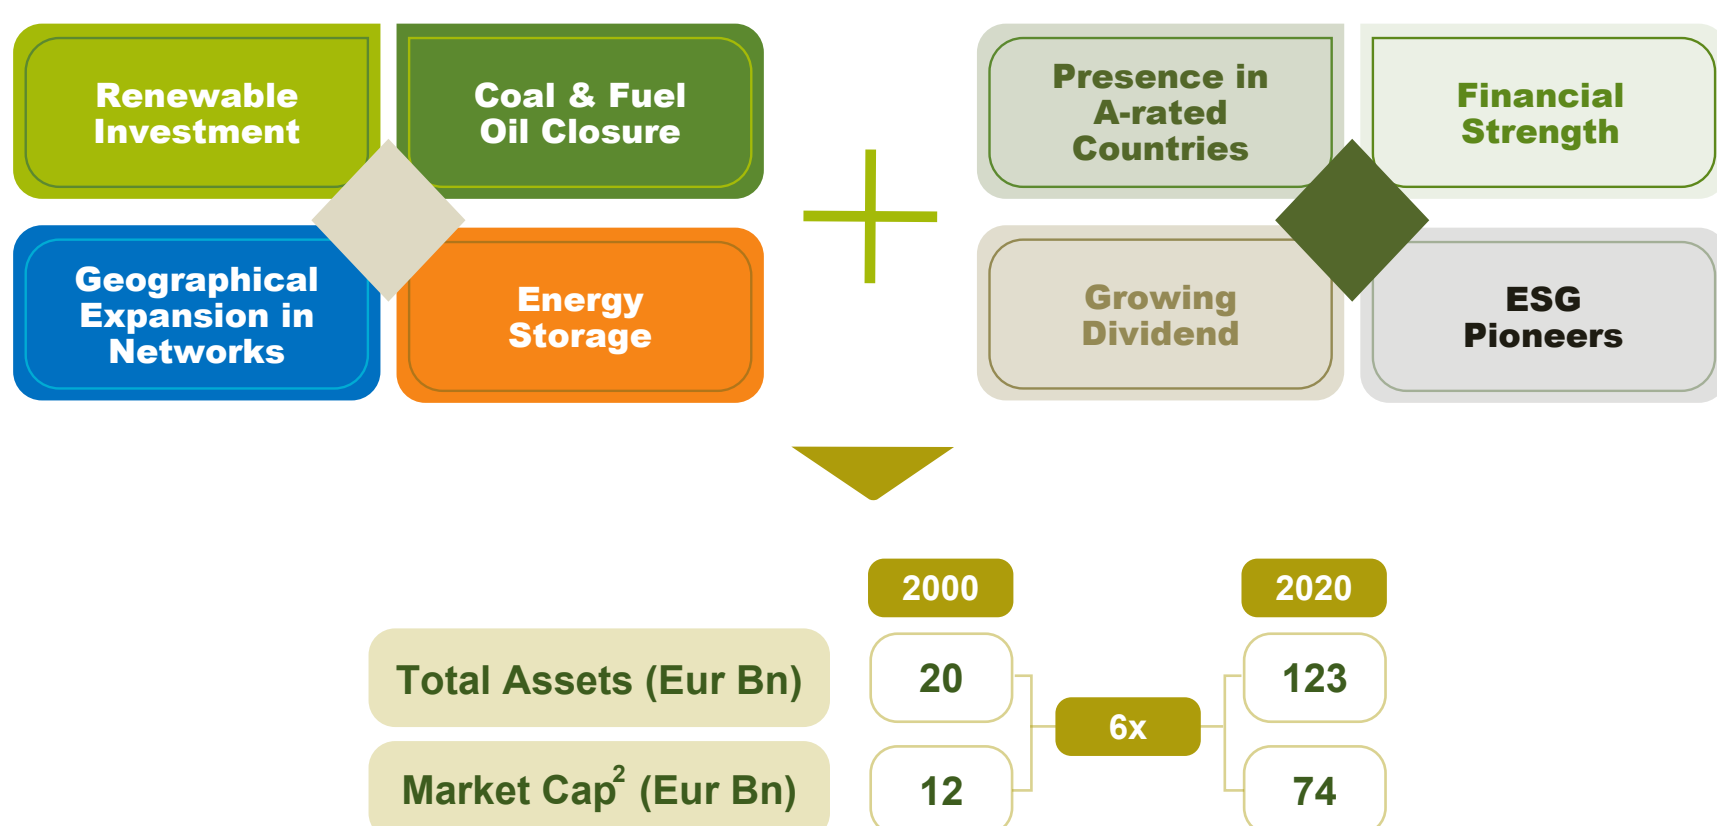 Renewable
Investment
Coal & Fuel
Oil Closure
Geographical
Expansion in
Networks
Energy
Storage
Presence in
A-rated
Countries
Financial
Strength
Growing
Dividend
ESG
Pioneers
2000
2020
Total Assets (Eur Bn)
20
123
6x
Market Cap² (Eur Bn)
12
74